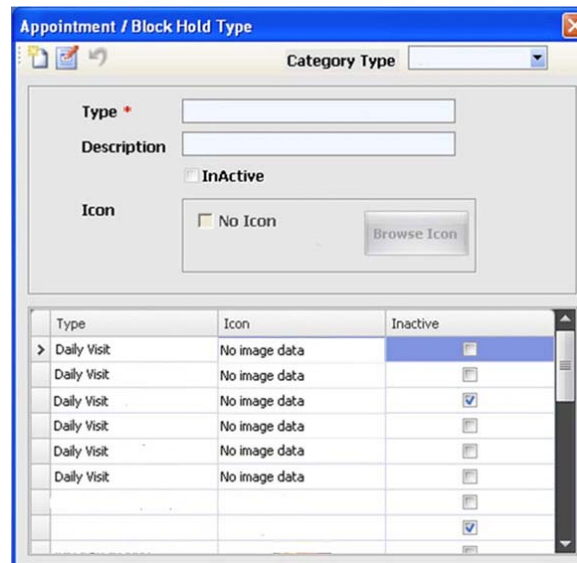 Appointment / Block Hold Type
Category Type
Type *
Description
InActive
Icon
No Icon
Browse Icon
Type Icon Inactive
Daily Visit No image data
Daily Visit No image data
Daily Visit No image data
Daily Visit No image data
Daily Visit No image data
Daily Visit No image data